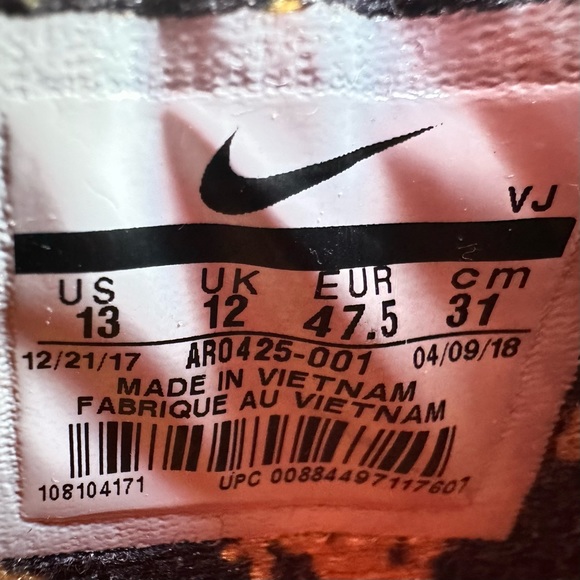 VJ
US UK EUR cm
13 12 47.5 31
12/21/17 AR0425-001 04/09/18
MADE IN VIETNAM
FABRIQUE AU VIETNAM
108104171 UPC 00884497117601